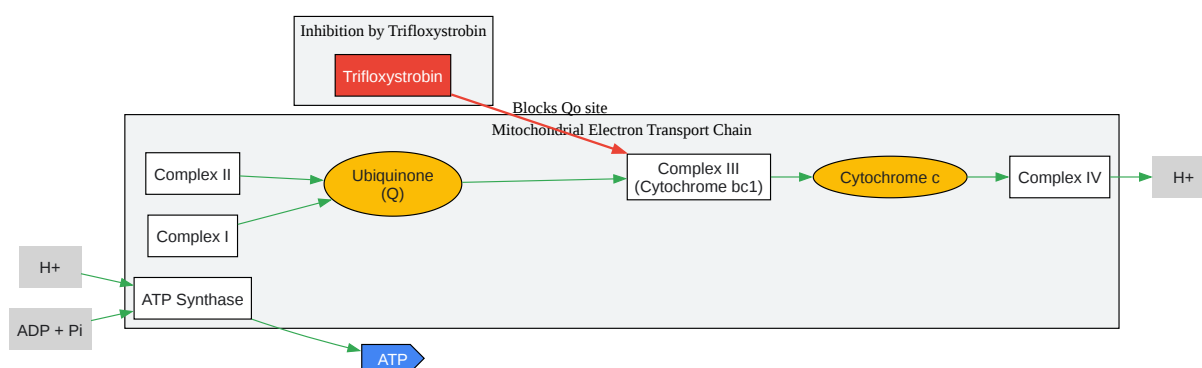 Inhibition by Trifloxystrobin
Trifloxystrobin
Blocks Qo site
Mitochondrial Electron Transport Chain
Complex II
Ubiquinone
(Q)
Complex III
(Cytochrome bc1)
Cytochrome c
Complex IV
H+
Complex I
H+
ATP Synthase
ADP + Pi
ATP